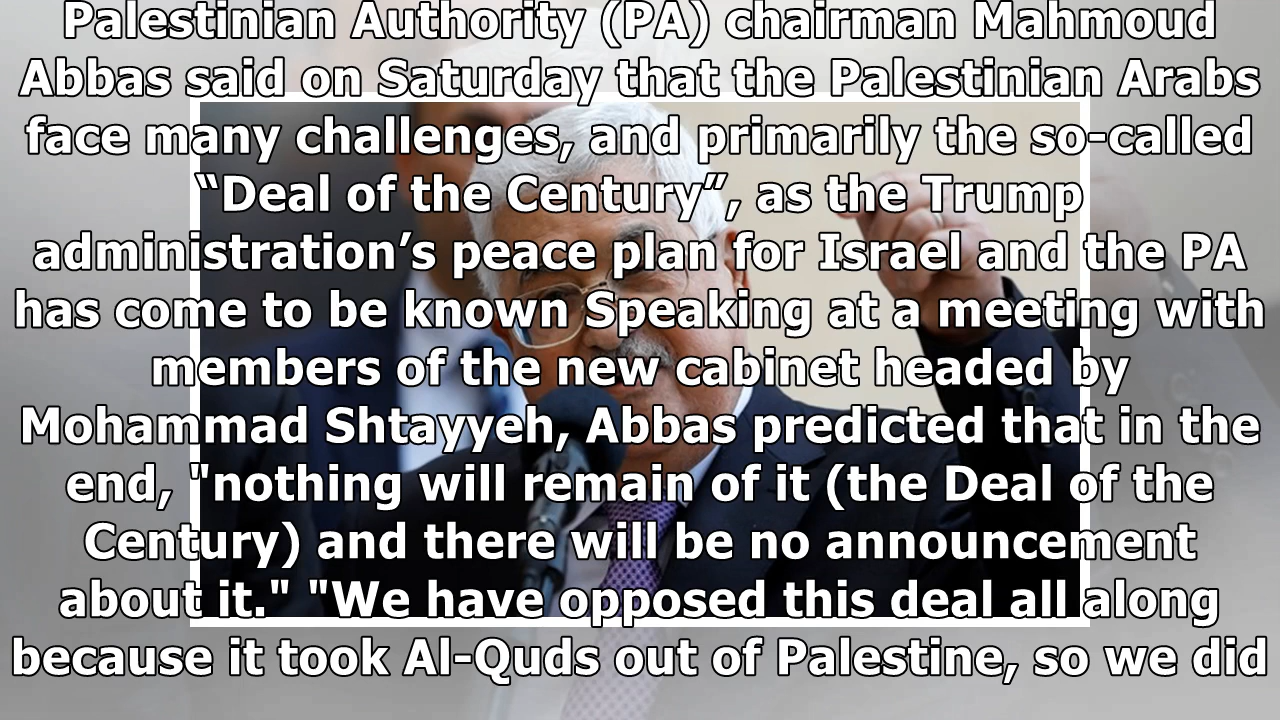 Palestinian Authority (PA) chairman Mahmoud
Abbas said on Saturday that the Palestinian Arabs
face many challenges, and primarily the so-called
“Deal of the Century”, as the Trump
administration’s peace plan for Israel and the PA
has come to be known Speaking at a meeting with
members of the new cabinet headed by
Mohammad Shtayyeh, Abbas predicted that in the
end, "nothing will remain of it (the Deal of the
Century) and there will be no announcement
about it." "We have opposed this deal all along
because it took Al-Quds out of Palestine, so we did